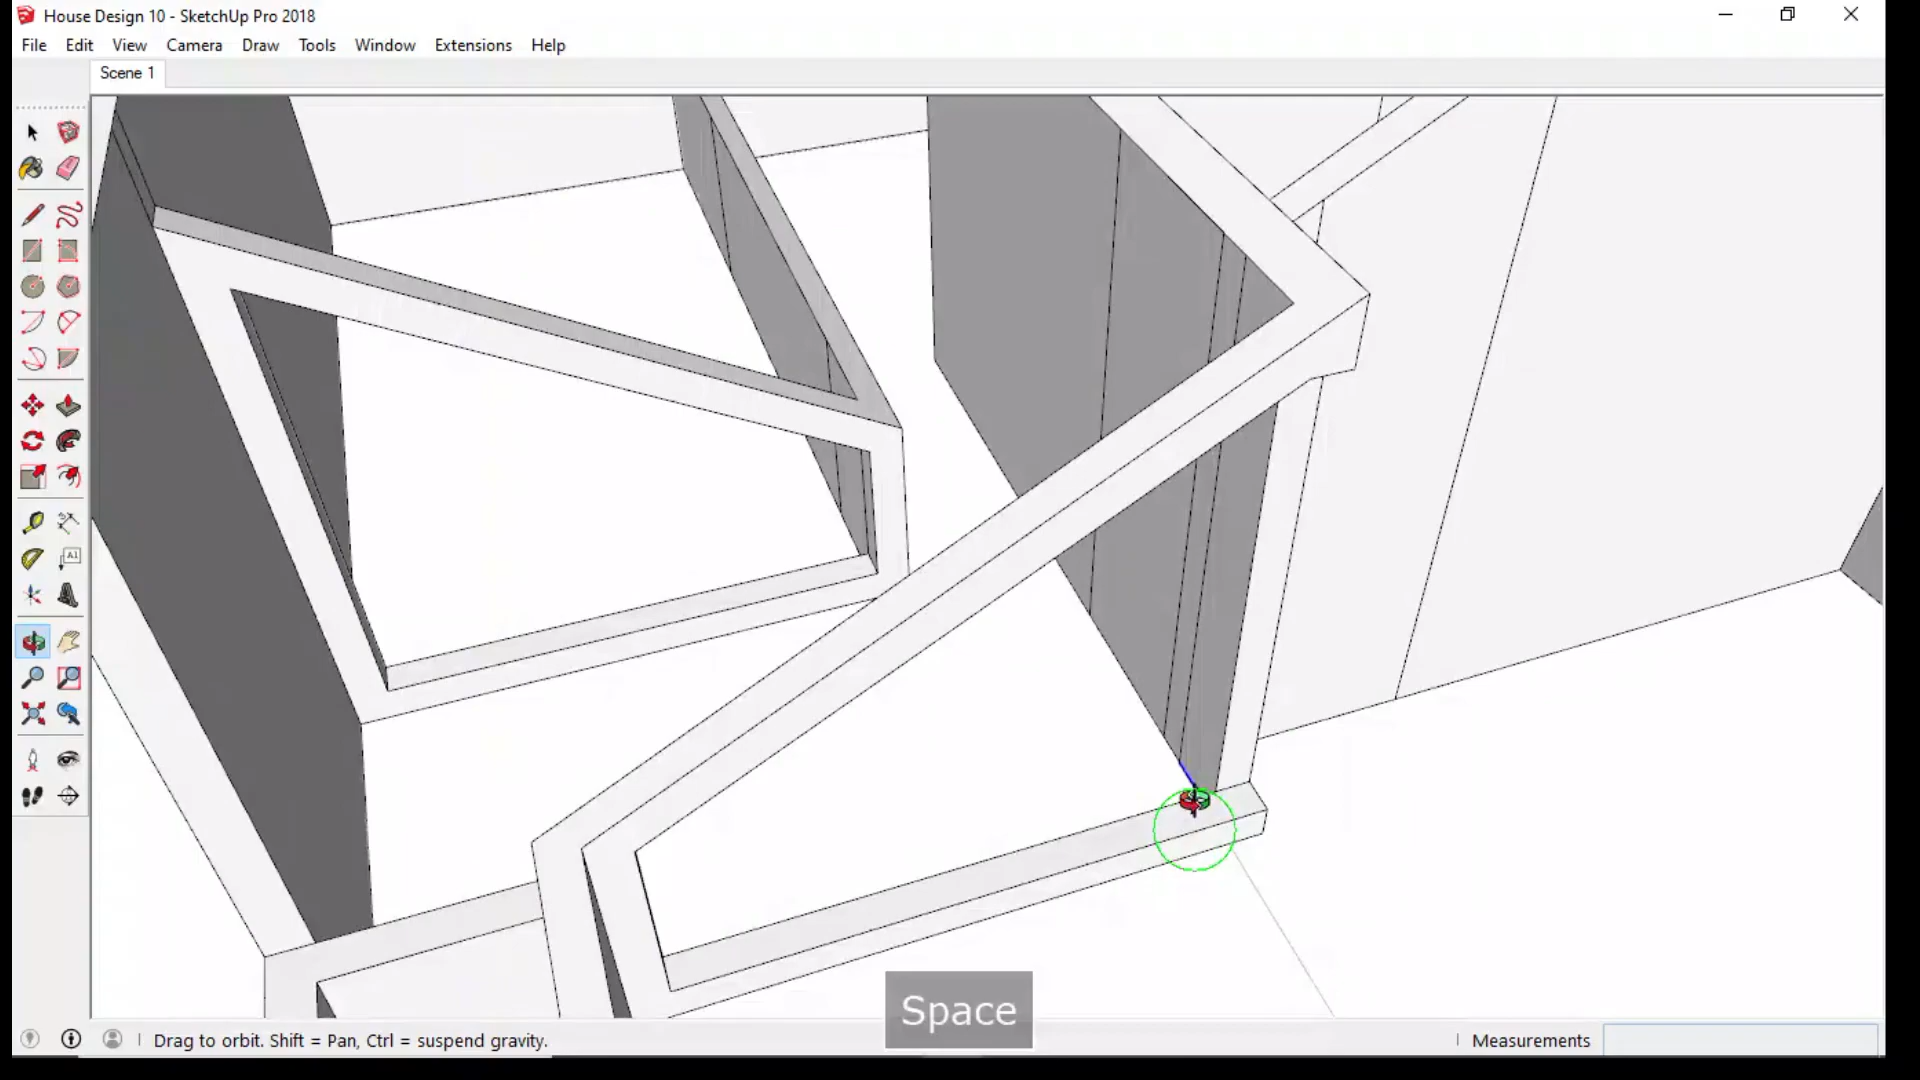 House Design 10 - SketchUp Pro 2018
File Edit View Camera Draw Tools Window Extensions Help
Scene 1
A1
Space
Drag to orbit. Shift = Pan, Ctrl = suspend gravity.
Measurements